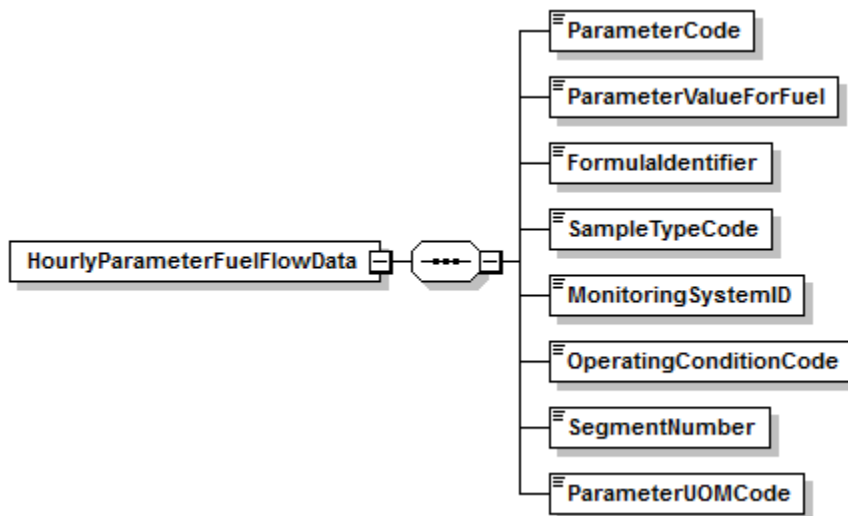 ParameterCode
ParameterValueForFuel
FormulaIdentifier
SampleTypeCode
HourlyParameterFuelFlowData
MonitoringSystemID
OperatingConditionCode
SegmentNumber
ParameterUOMCode